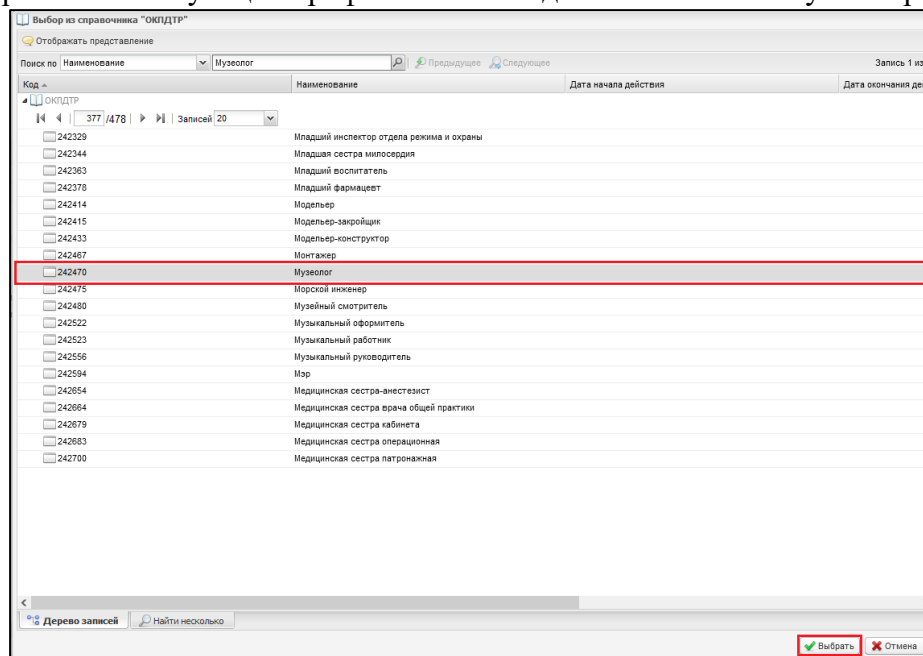 Выбор из справочника "ОКПДТР"
Отображать представление
Поиск по Наименование Музеолог Предыдущее Следующее Запись 1 из
Код Наименование Дата начала действия Дата окончания де
ОКПДТР
377 /478 Записей 20
242329 Младший инспектор отдела режима и охраны
242344 Младшая сестра милосердия
242363 Младший воспитатель
242378 Младший фармацевт
242414 Модельер
242415 Модельер-закройщик
242433 Модельер-конструктор
242467 Монтажер
242470 Музеолог
242475 Морской инженер
242480 Музейный смотритель
242522 Музыкальный оформитель
242523 Музыкальный работник
242556 Музыкальный руководитель
242594 Мэр
242654 Медицинская сестра-анестезист
242664 Медицинская сестра врача общей практики
242679 Медицинская сестра кабинета
242683 Медицинская сестра операционная
242700 Медицинская сестра патронажная
Дерево записей Найти несколько
Выбрать Отмена